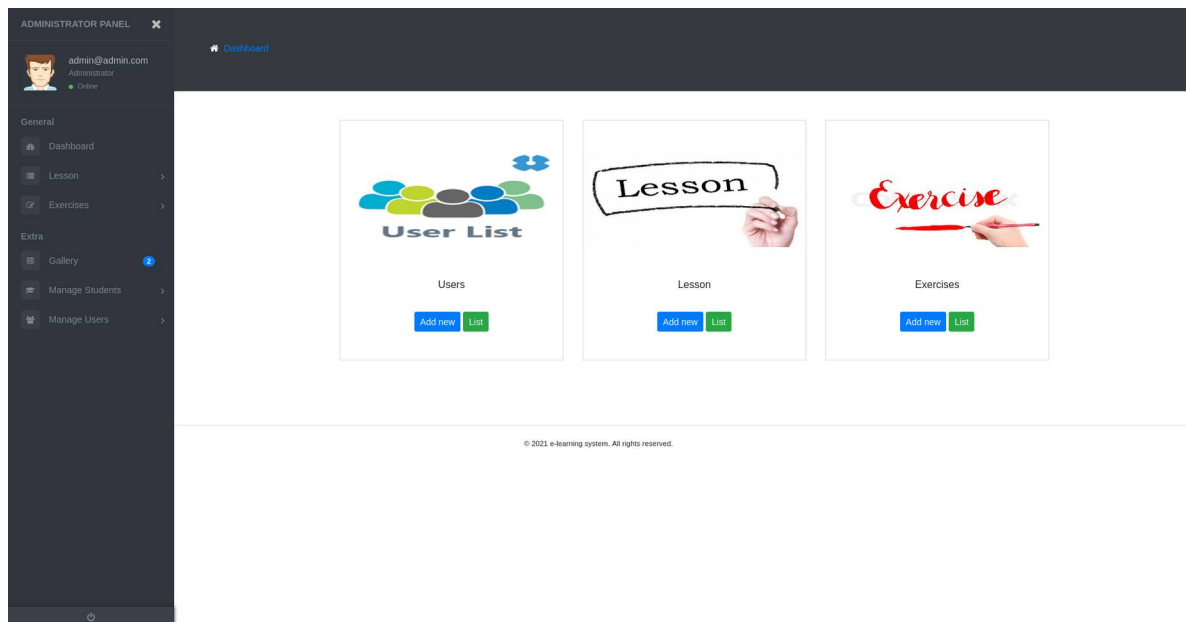 ADMINISTRATOR PANEL
admin@admin.com
Administrator
Online
General
Dashboard
Lesson
Exercises
Extra
Gallery 2
Manage Students
Manage Users
Dashboard
User List
Users
Add new List
Lesson
Lesson
Add new List
Exercise
Exercises
Add new List
© 2021 e-learning system. All rights reserved.